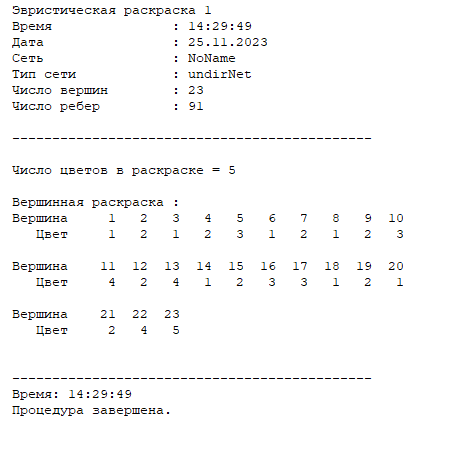 Эвристическая раскраска 1
Время : 14:29:49
Дата : 25.11.2023
Сеть : NoName
Тип сети : undirNet
Число вершин : 23
Число ребер : 91
---------------------------------------------
Число цветов в раскраске = 5
Вершинная раскраска :
Вершина 1 2 3 4 5 6 7 8 9 10
Цвет 1 2 1 2 3 1 2 1 2 3
Вершина 11 12 13 14 15 16 17 18 19 20
Цвет 4 2 4 1 2 3 3 1 2 1
Вершина 21 22 23
Цвет 2 4 5
---------------------------------------------
Время: 14:29:49
Процедура завершена.